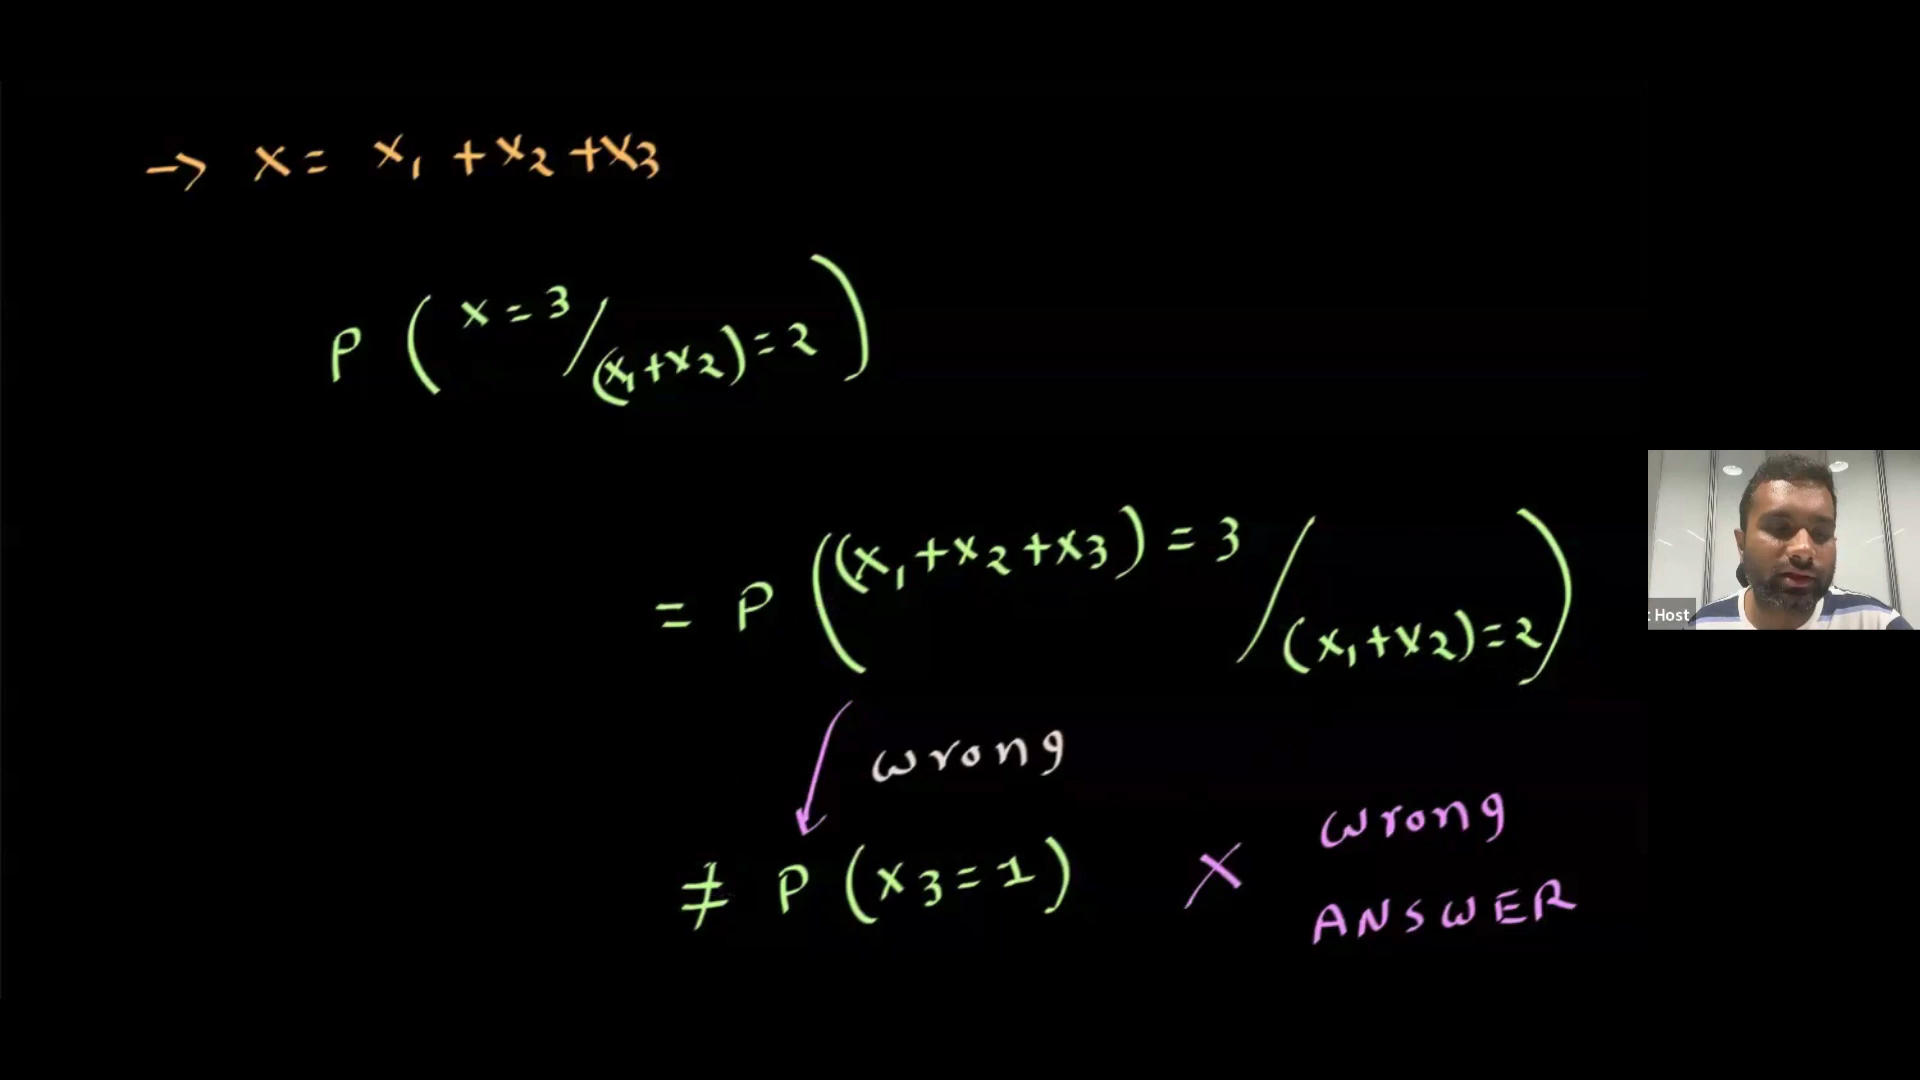 → X = X₁ + X₂ + X₃
P ( X = 3 / (X₁ + X₂) = 2 )
= P ( (X₁ + X₂ + X₃) = 3 / (X₁ + X₂) = 2 )
wrong
≠ P ( X₃ = 1 ) X wrong
ANSWER
Host